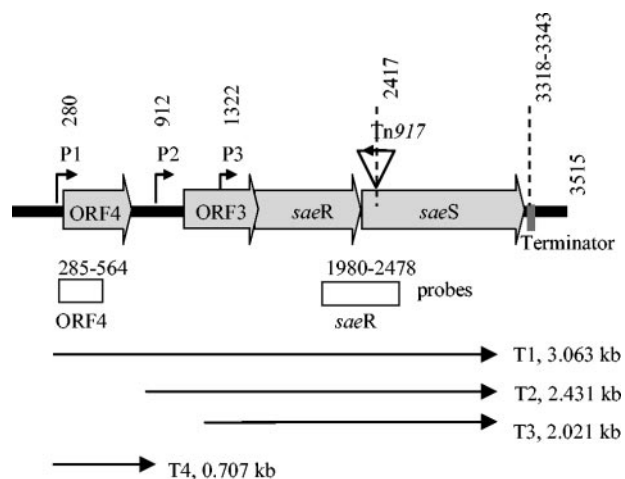 280
912
1322
2417
3318-3343
Tn917
P1
P2
P3
3515
ORF4
ORF3
saeR
saeS
Terminator
285-564
1980-2478
probes
ORF4
saeR
T1, 3.063 kb
T2, 2.431 kb
T3, 2.021 kb
T4, 0.707 kb